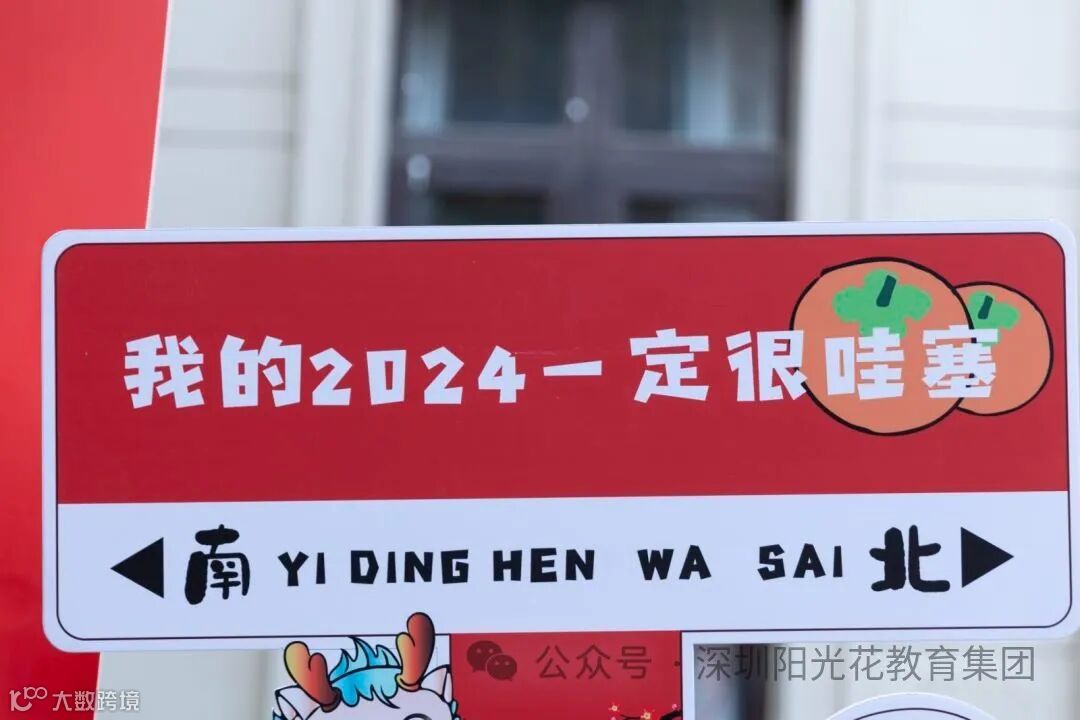 我的2024一定很哇塞
南 YI DING HEN WA SAI 北
公众号·深圳阳光花教育集团
大数跨境